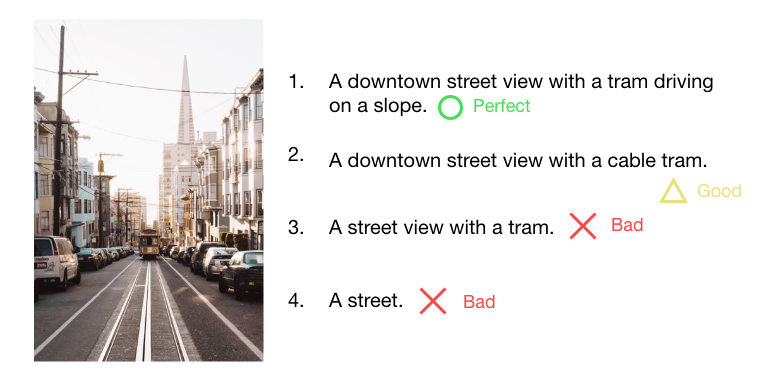 1. A downtown street view with a tram driving
on a slope. Perfect
2. A downtown street view with a cable tram.
Good
3. A street view with a tram. Bad
4. A street. Bad